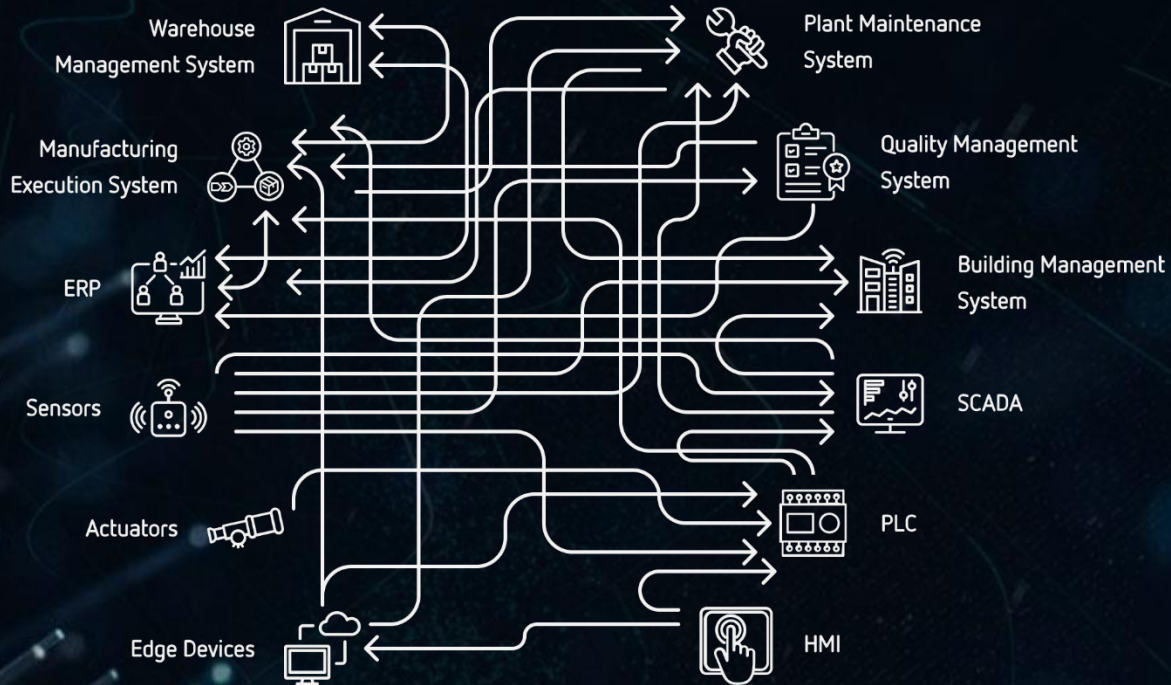 Warehouse
Management System
Plant Maintenance
System
Manufacturing
Execution System
Quality Management
System
ERP
Building Management
System
Sensors
SCADA
Actuators
PLC
Edge Devices
HMI